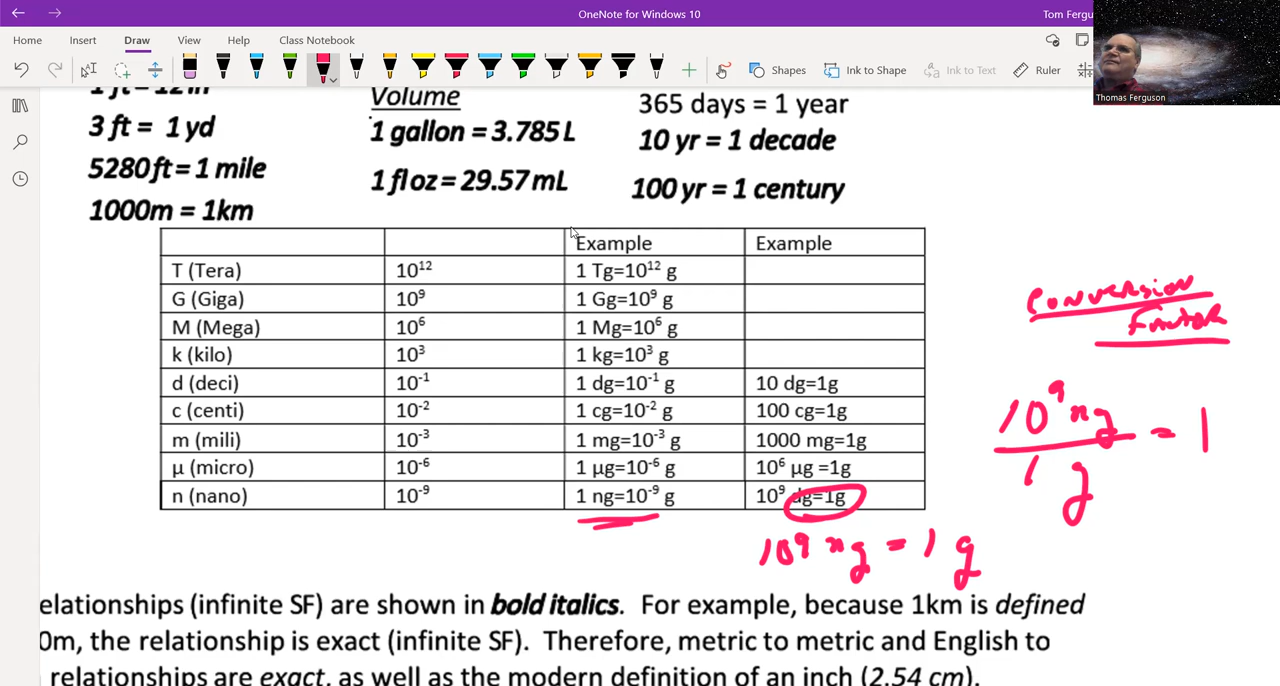 OneNote for Windows 10
Tom Fergu
Home Insert Draw View Help Class Notebook
Shapes Ink to Shape Ink to Text Ruler
Thomas Ferguson
1 ft = 12 in
3 ft = 1 yd
5280 ft = 1 mile
1000m = 1km
Volume
1 gallon = 3.785 L
1 fl oz = 29.57 mL
365 days = 1 year
10 yr = 1 decade
100 yr = 1 century
Example Example
T (Tera) 10¹² 1 Tg=10¹² g
G (Giga) 10⁹ 1 Gg=10⁹ g
M (Mega) 10⁶ 1 Mg=10⁶ g
k (kilo) 10³ 1 kg=10³ g
d (deci) 10⁻¹ 1 dg=10⁻¹ g 10 dg=1g
c (centi) 10⁻² 1 cg=10⁻² g 100 cg=1g
m (mili) 10⁻³ 1 mg=10⁻³ g 1000 mg=1g
µ (micro) 10⁻⁶ 1 µg=10⁻⁶ g 10⁶ µg =1g
n (nano) 10⁻⁹ 1 ng=10⁻⁹ g 10⁹ dg=1g
10⁹ ng = 1 g
Conversion
Factor
10⁹ ng
1 g
= 1
elationships (infinite SF) are shown in bold italics. For example, because 1km is defined
0m, the relationship is exact (infinite SF). Therefore, metric to metric and English to
relationships are exact, as well as the modern definition of an inch (2.54 cm).